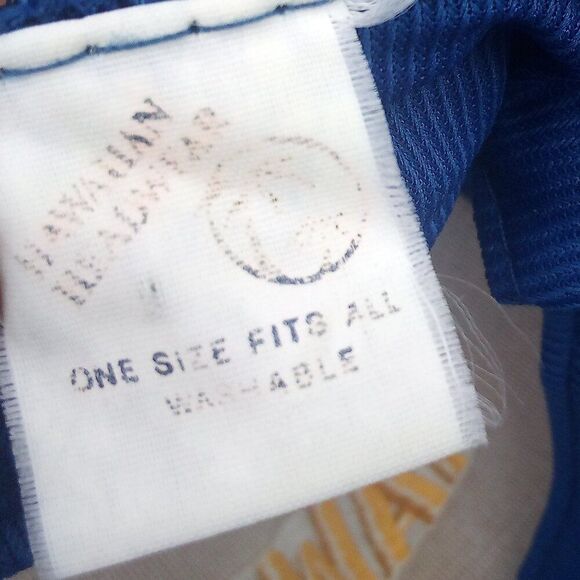 HAWAIIAN
HEADWEAR
ONE SIZE FITS ALL
WASHABLE